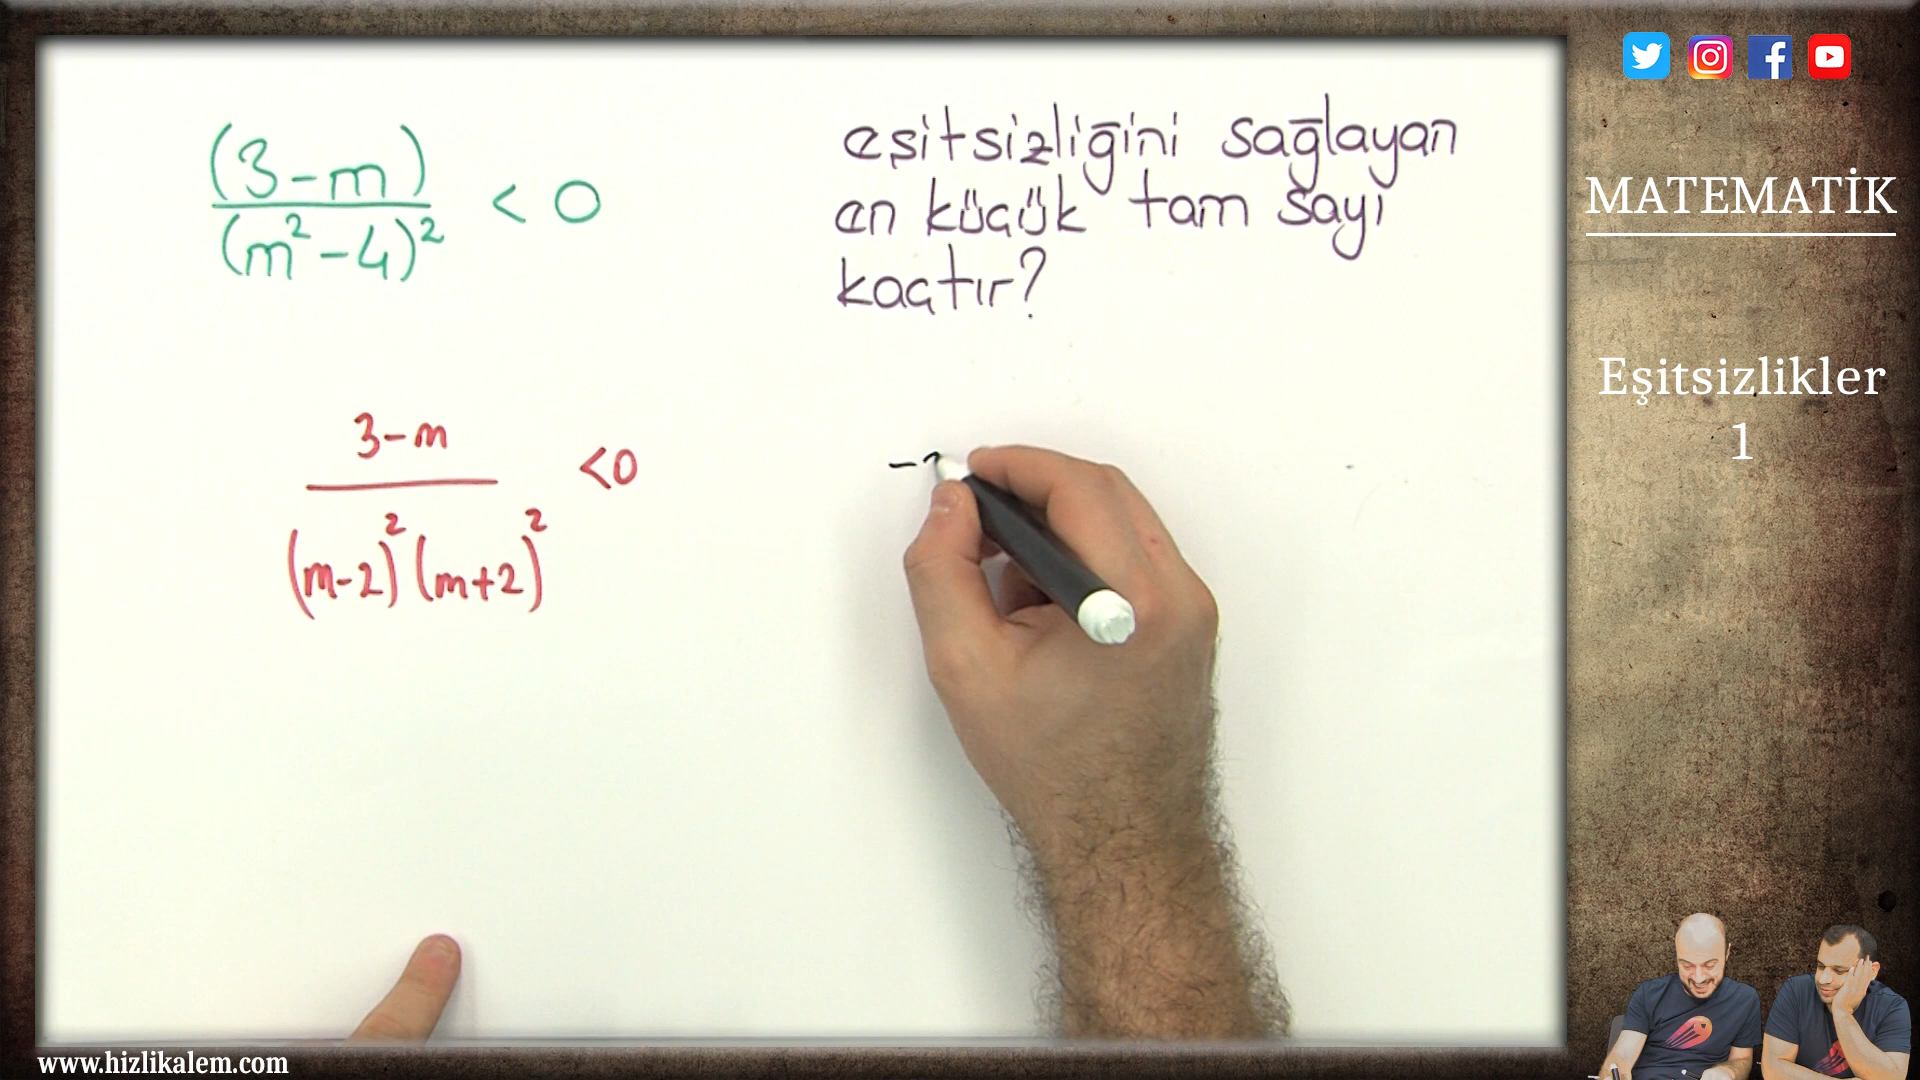 (3-m)
(m²-4)²
< 0
eşitsizliğini sağlayan
en küçük tam sayı
kaçtır?
3-m
(m-2)² (m+2)²
<0
-2
MATEMATİK
Eşitsizlikler
1
www.hizlikalem.com